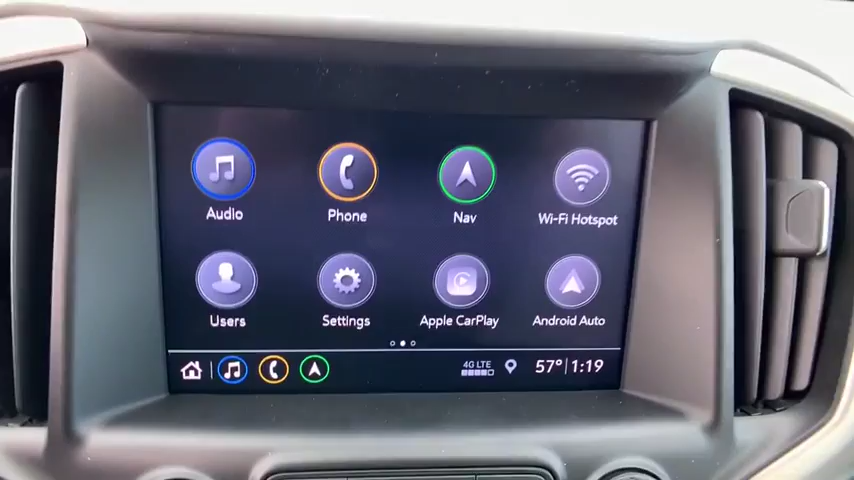 Audio
Phone
Nav
Wi-Fi Hotspot
Users
Settings
Apple CarPlay
Android Auto
4G LTE
57° 1:19